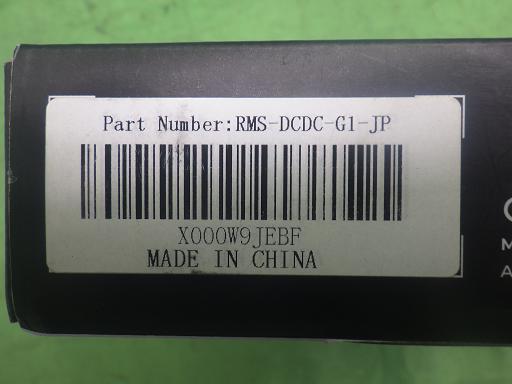 Part Number:RMS-DCDC-G1-JP
X000W9JEBF
MADE IN CHINA